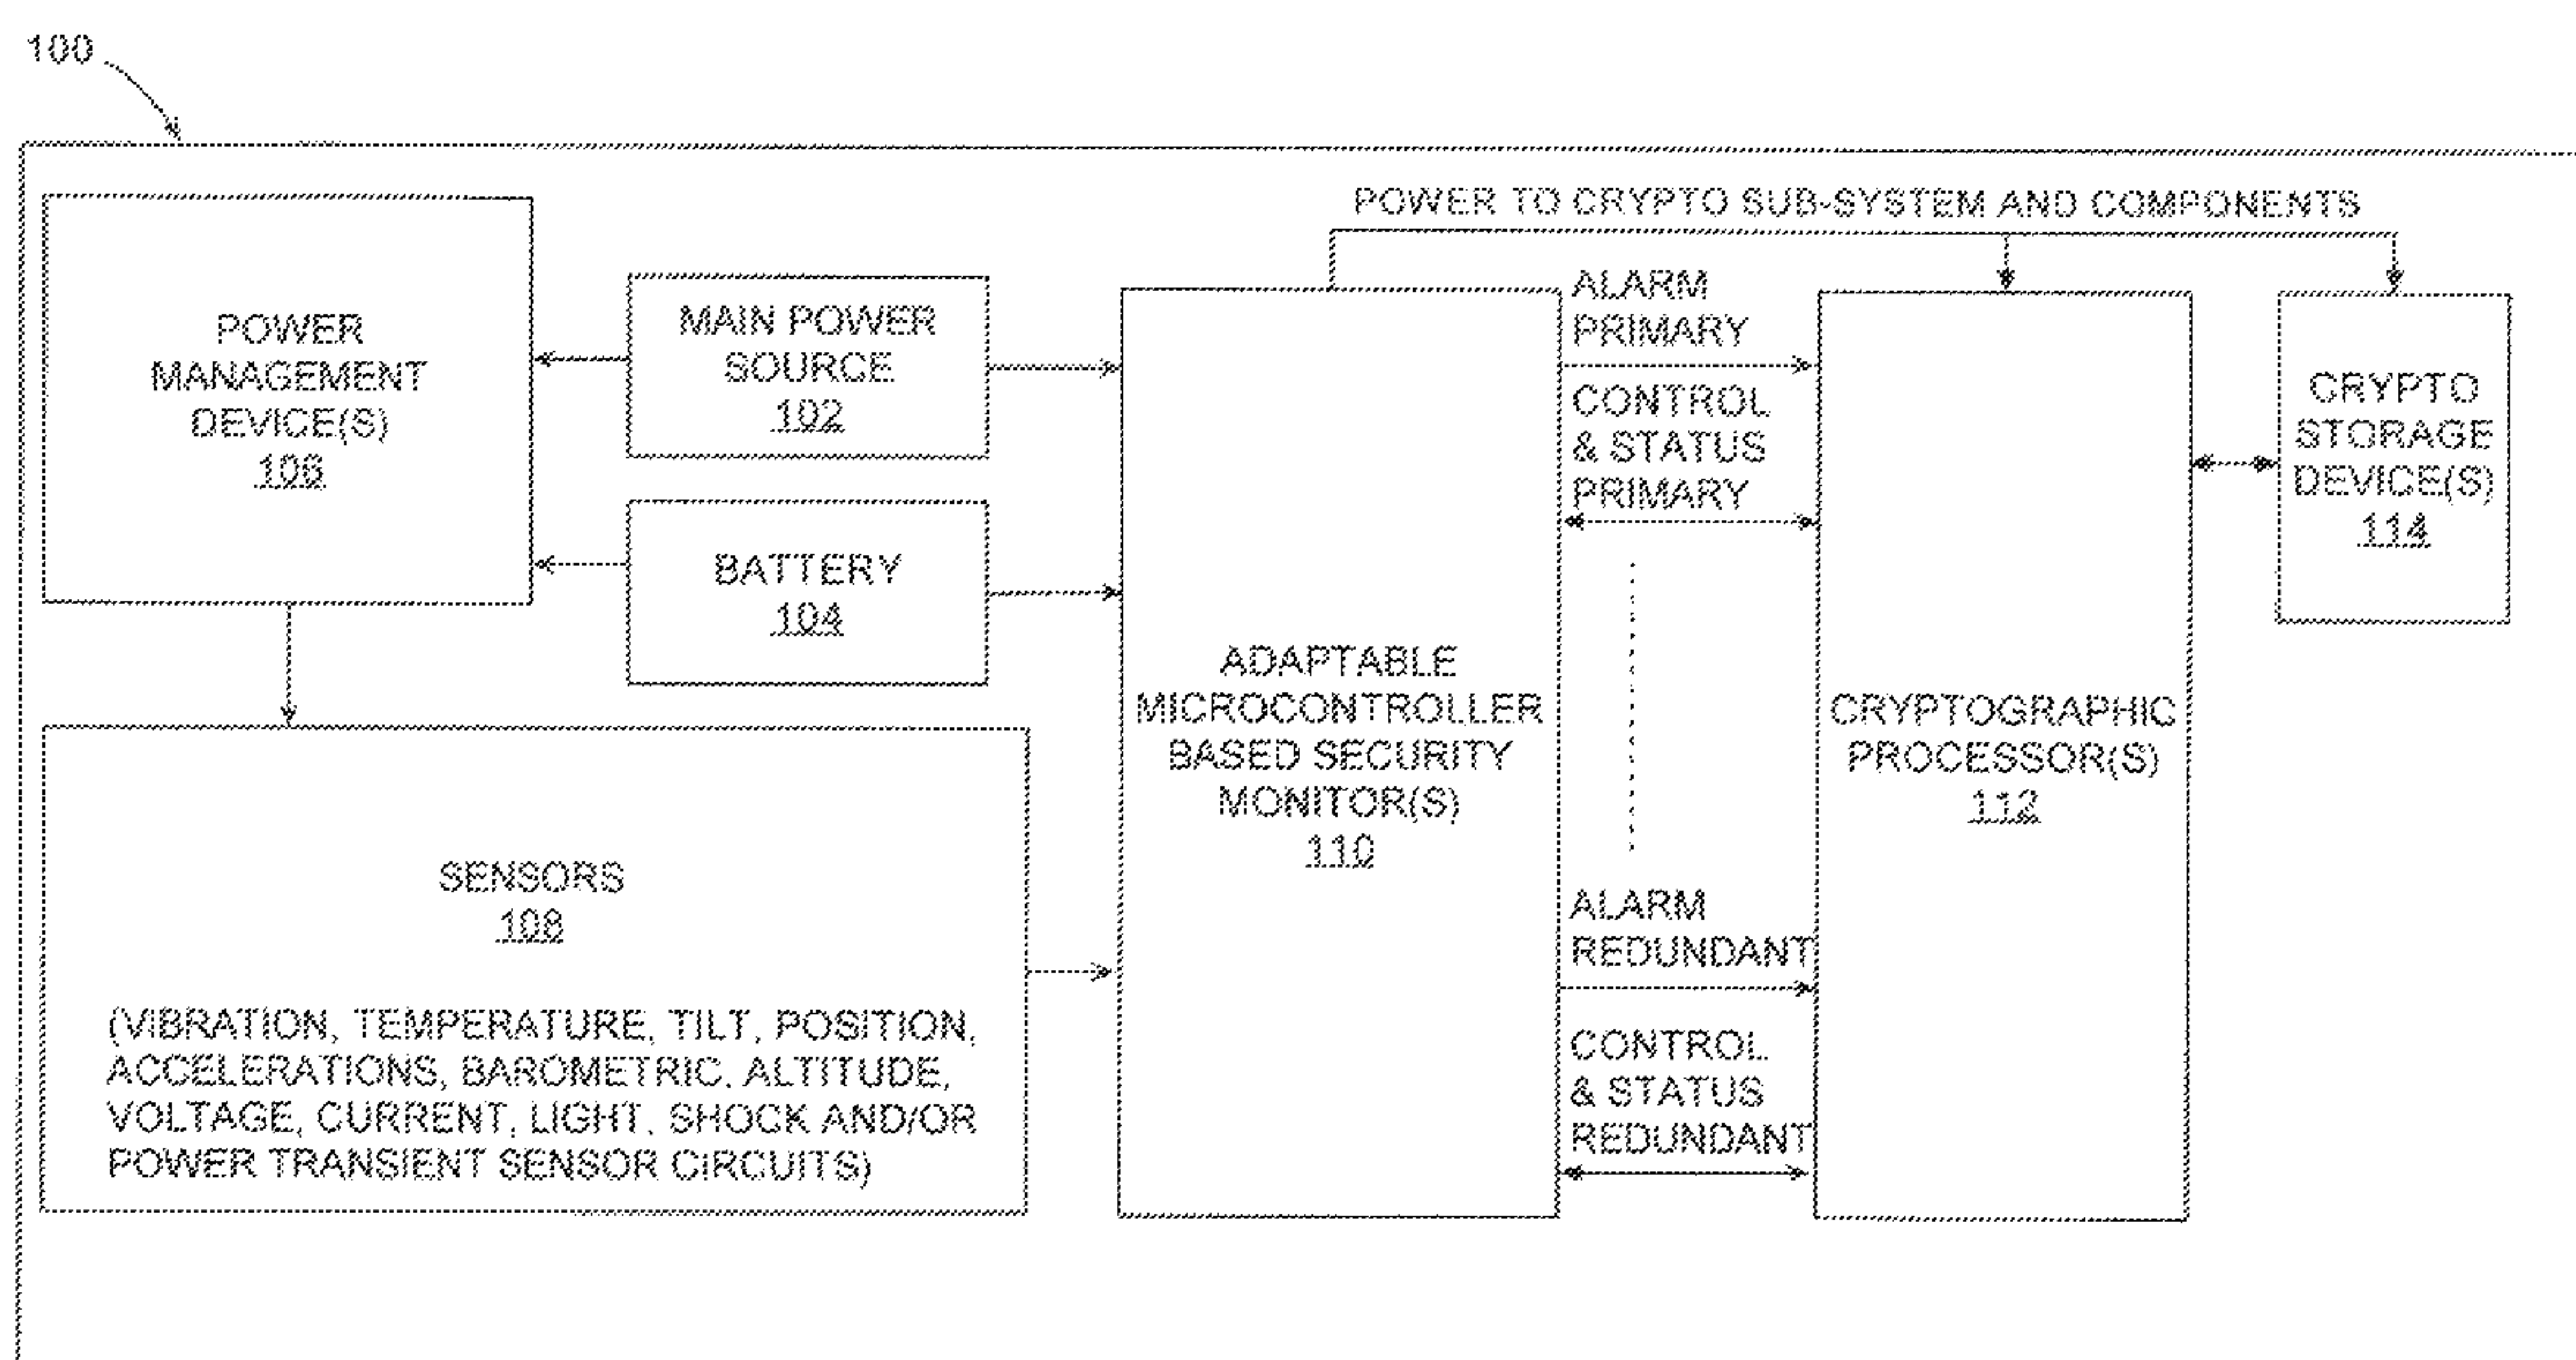 100
POWER TO CRYPTO SUB-SYSTEM AND COMPONENTS
POWER
MANAGEMENT
DEVICE(S)
106
MAIN POWER
SOURCE
102
BATTERY
104
SENSORS
108
(VIBRATION, TEMPERATURE, TILT, POSITION,
ACCELERATIONS, BAROMETRIC, ALTITUDE,
VOLTAGE, CURRENT, LIGHT, SHOCK AND/OR
POWER TRANSIENT SENSOR CIRCUITS)
ADAPTABLE
MICROCONTROLLER
BASED SECURITY
MONITOR(S)
110
ALARM
PRIMARY
CONTROL
& STATUS
PRIMARY
ALARM
REDUNDANT
CONTROL
& STATUS
REDUNDANT
CRYPTOGRAPHIC
PROCESSOR(S)
112
CRYPTO
STORAGE
DEVICE(S)
114